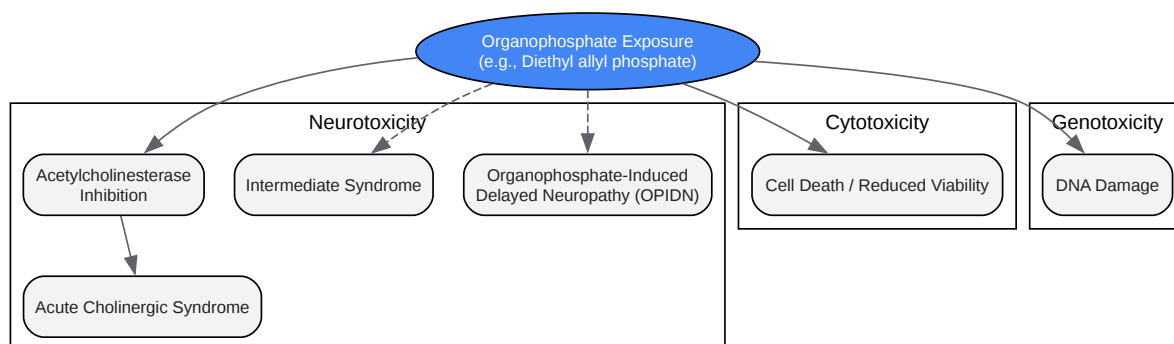 Organophosphate Exposure
(e.g., Diethyl allyl phosphate)
Neurotoxicity
Cytotoxicity
Genotoxicity
Acetylcholinesterase
Inhibition
Intermediate Syndrome
Organophosphate-Induced
Delayed Neuropathy (OPIDN)
Cell Death / Reduced Viability
DNA Damage
Acute Cholinergic Syndrome